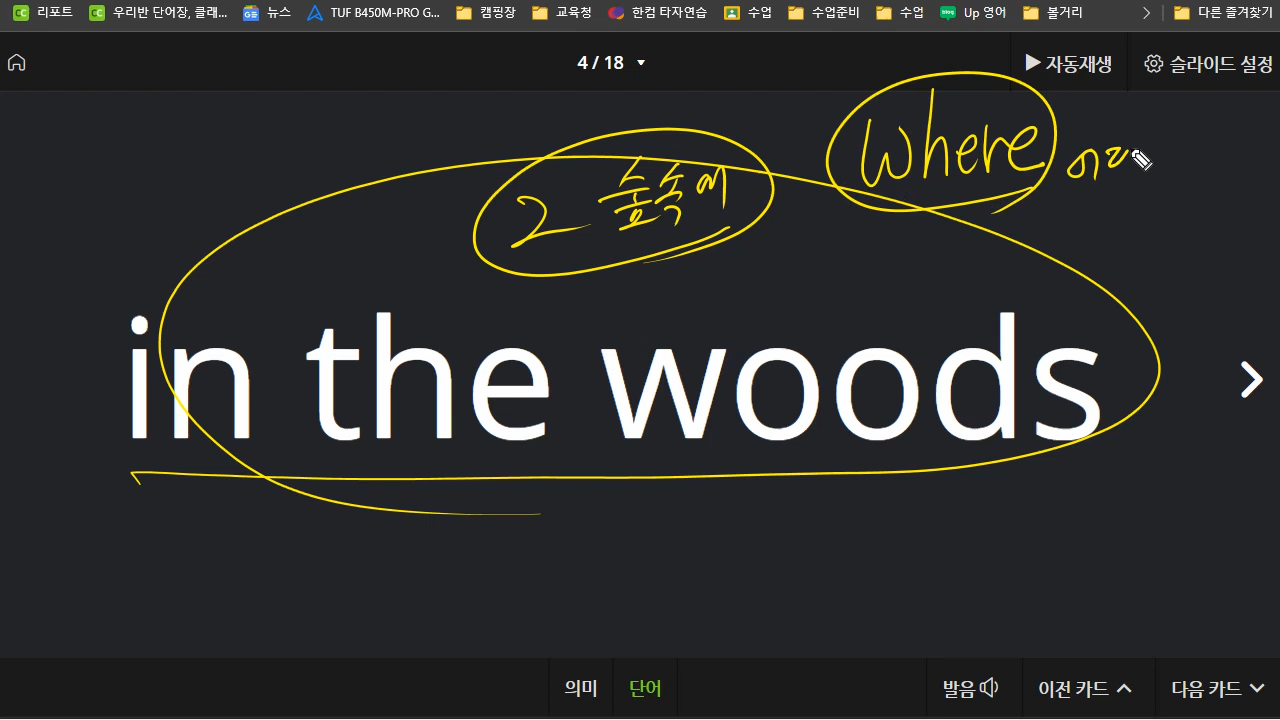 리포트 우리반 단어장, 클래... 뉴스 TUF B450M-PRO G... 캠핑장 교육청 한컴 타자연습 수업 수업준비 수업 Up 영어 볼거리 다른 즐겨찾기
4 / 18 자동재생 슬라이드 설정
where
2 숲속에
in the woods
의미 단어 발음 이전 카드 다음 카드